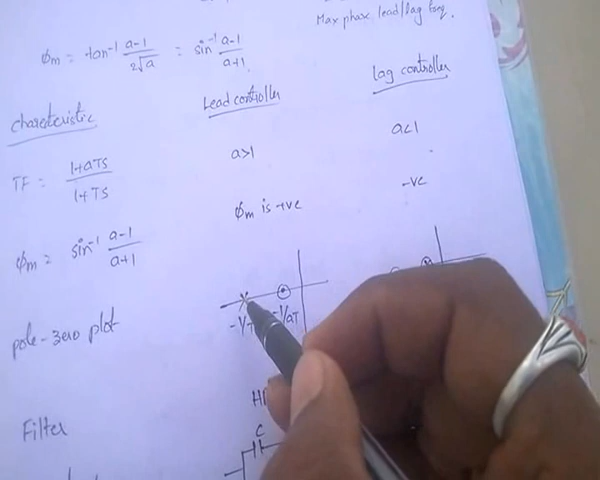 Max phase lead/lag freq.
ϕm = tan⁻¹ a-1/2√a = sin⁻¹ a-1/a+1
charecteristic Lead controller lag controller
TF = 1+aTS/1+TS a>1 a<1
ϕm = sin⁻¹ a-1/a+1 ϕm is +ve -ve
pole-zero plot
-1/aT
Filter
C